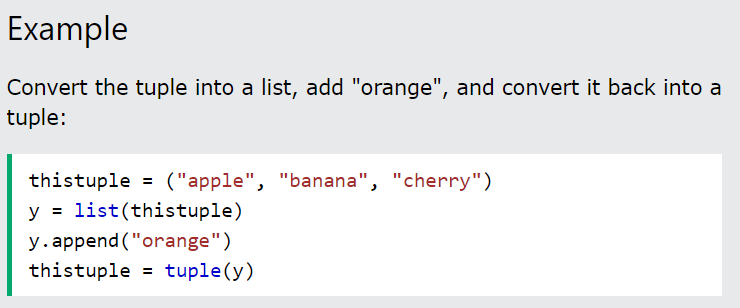 Example
Convert the tuple into a list, add "orange", and convert it back into a
tuple:
thistuple = ("apple", "banana", "cherry")
y = list(thistuple)
y.append("orange")
thistuple = tuple(y)